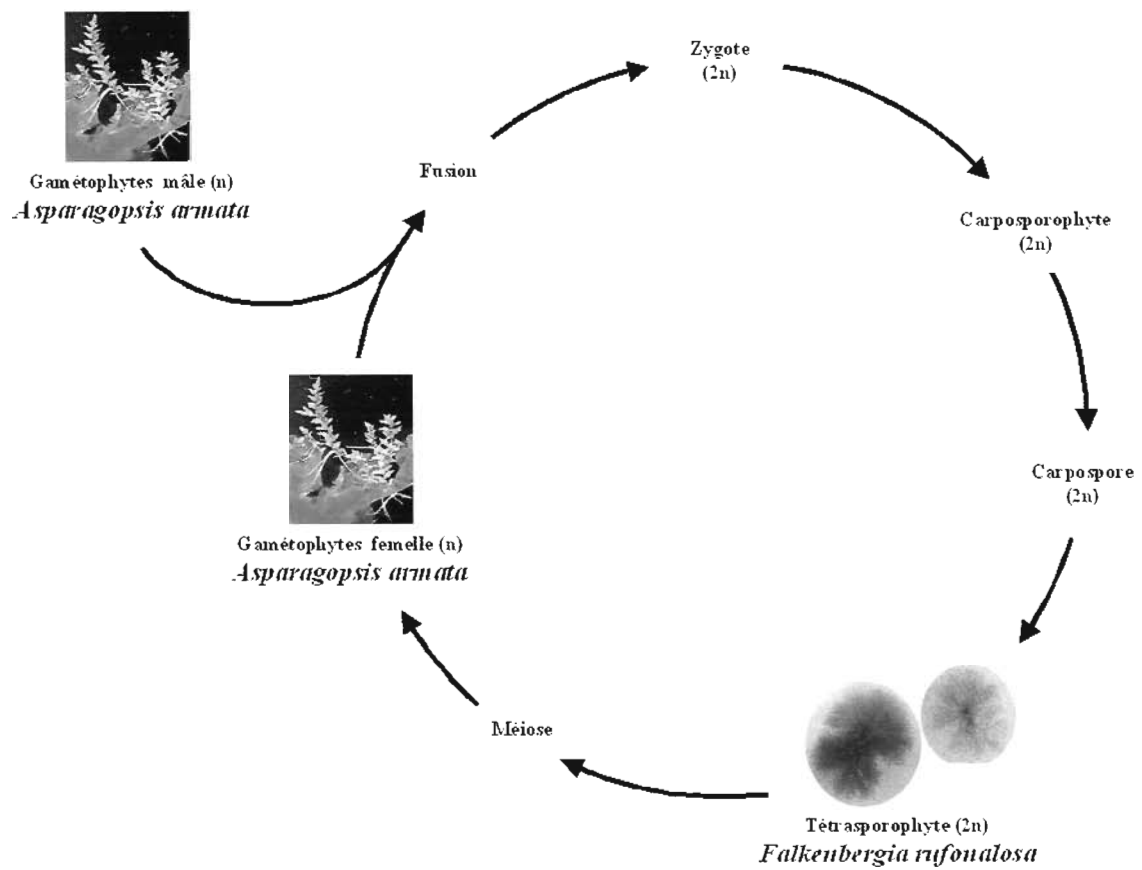 Zygote
(2n)
Fusion
Gamétophytes mâle (n)
Asparagopsis armata
Carposporophyte
(2n)
Gamétophytes femelle (n)
Asparagopsis armata
Carpospore
(2n)
Méiose
Tétrasporophyte (2n)
Falkenbergia rufonalosa